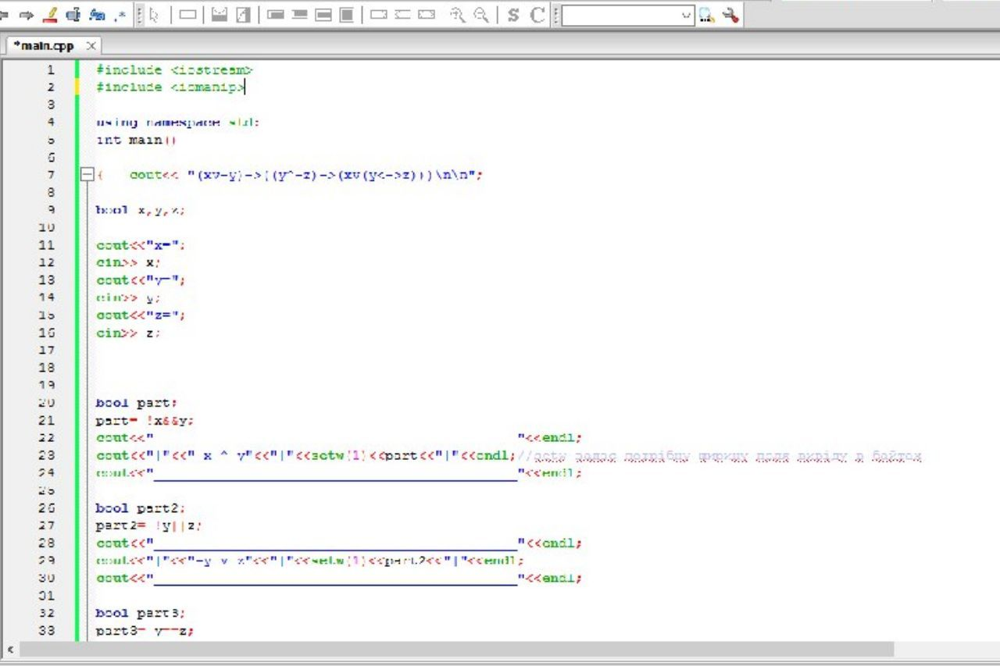 *main.cpp
1 #include <iostream>
2 #include <iomanip>
3
4 using namespace std;
5 int main()
6
7 { cout<< "(xv-y)->((y^-z)->(xv(y<->z)))\n\n";
8
9 bool x,y,z;
10
11 cout<<"x=";
12 cin>> x;
13 cout<<"y=";
14 cin>> y;
15 cout<<"z=";
16 cin>> z;
17
18
19
20 bool part;
21 part= !x&&y;
22 cout<<" "<<endl;
23 cout<<"|"<<" x ^ y"<<"|"<<setw(1)<<part<<"|"<<endl;//setw задає потрібну ширину поля виводу в байтах
24 cout<<"____________________________________________"<<endl;
25
26 bool part2;
27 part2= !y||z;
28 cout<<"____________________________________________"<<endl;
29 cout<<"|"<<"-y v z"<<"|"<<setw(1)<<part2<<"|"<<endl;
30 cout<<"____________________________________________"<<endl;
31
32 bool part3;
33 part3= y==z;